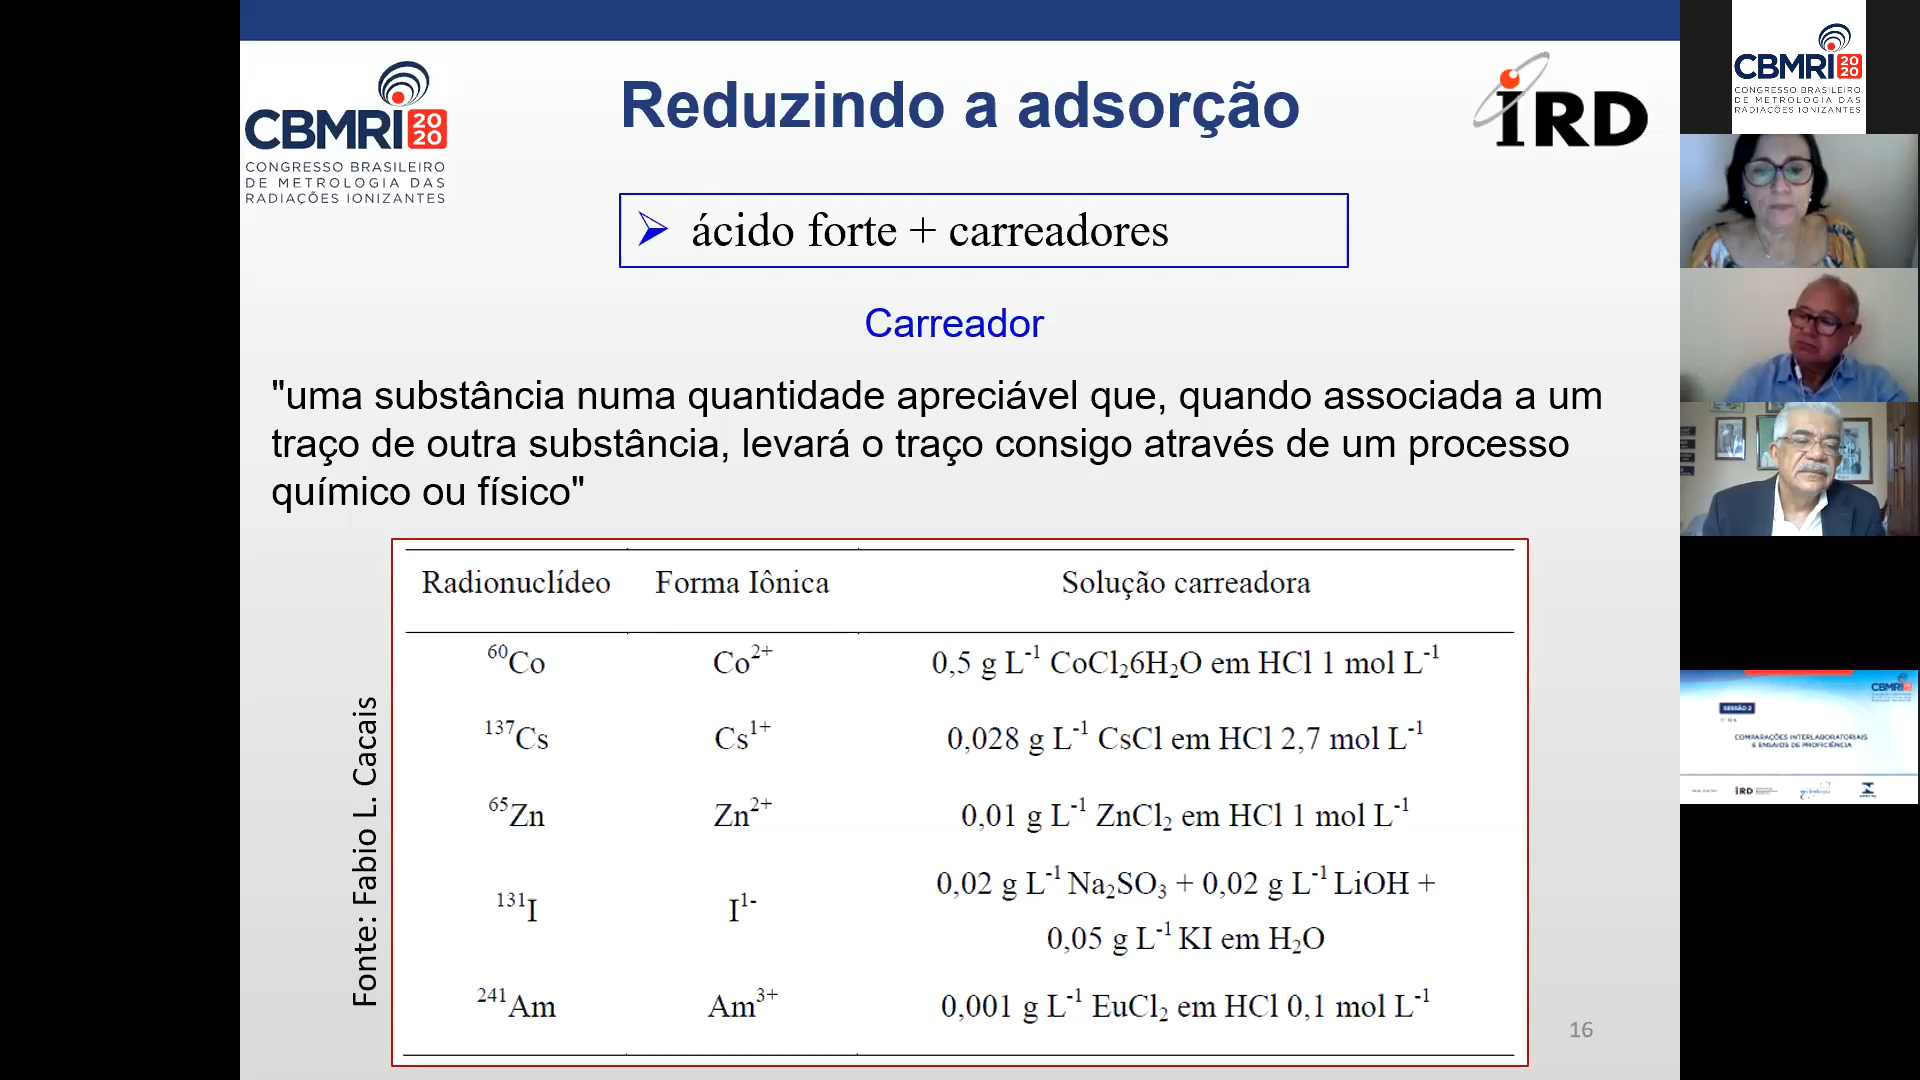 CBMRI 2020
CONGRESSO BRASILEIRO
DE METROLOGIA DAS
RADIAÇÕES IONIZANTES
Reduzindo a adsorção
iRD
ácido forte + carreadores
Carreador
"uma substância numa quantidade apreciável que, quando associada a um
traço de outra substância, levará o traço consigo através de um processo
químico ou físico"
Radionuclídeo Forma Iônica Solução carreadora
⁶⁰Co Co²⁺ 0,5 g L⁻¹ CoCl₂6H₂O em HCl 1 mol L⁻¹
¹³⁷Cs Cs¹⁺ 0,028 g L⁻¹ CsCl em HCl 2,7 mol L⁻¹
⁶⁵Zn Zn²⁺ 0,01 g L⁻¹ ZnCl₂ em HCl 1 mol L⁻¹
¹³¹I I¹⁻ 0,02 g L⁻¹ Na₂SO₃ + 0,02 g L⁻¹ LiOH +
0,05 g L⁻¹ KI em H₂O
²⁴¹Am Am³⁺ 0,001 g L⁻¹ EuCl₂ em HCl 0,1 mol L⁻¹
Fonte: Fabio L. Cacais
16
CBMRI 2020
CONGRESSO BRASILEIRO
DE METROLOGIA DAS
RADIAÇÕES IONIZANTES
CBMRI
SESSÃO 2
COMPARAÇÕES INTERLABORATORIAIS
E ENSAIOS DE PROFICIÊNCIA
iRD